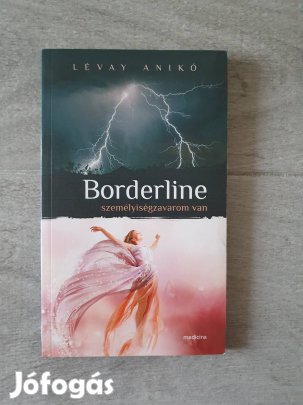 LÉVAY ANIKÓ
Borderline
személyiségzavarom van
medicina
Jófogás